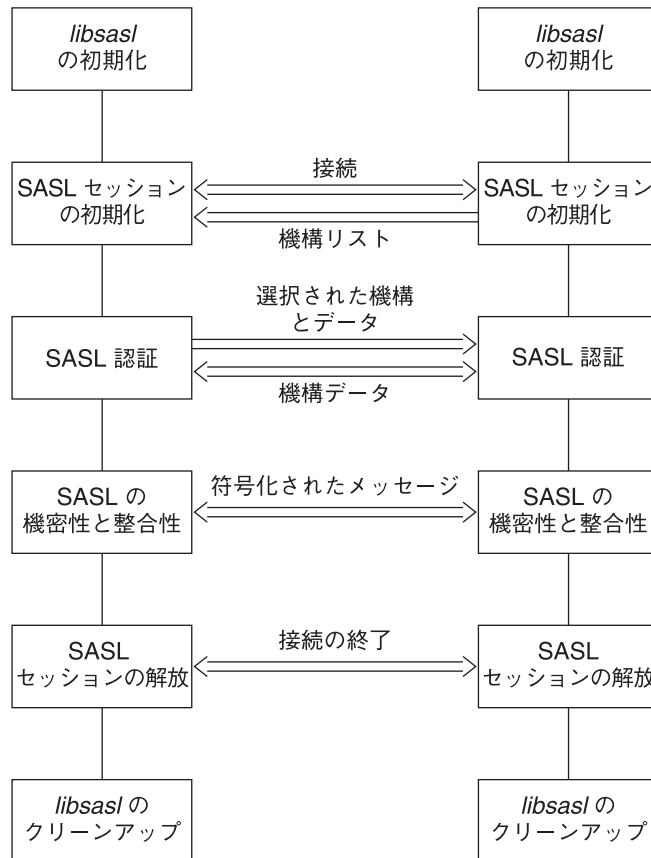 libsasl
の初期化
libsasl
の初期化
接続
SASL セッション
の初期化
SASL セッション
の初期化
機構リスト
選択された機構
とデータ
SASL 認証
SASL 認証
機構データ
SASL の
機密性と整合性
符号化されたメッセージ
SASL の
機密性と整合性
接続の終了
SASL
セッションの解放
SASL
セッションの解放
libsasl の
クリーンアップ
libsasl の
クリーンアップ